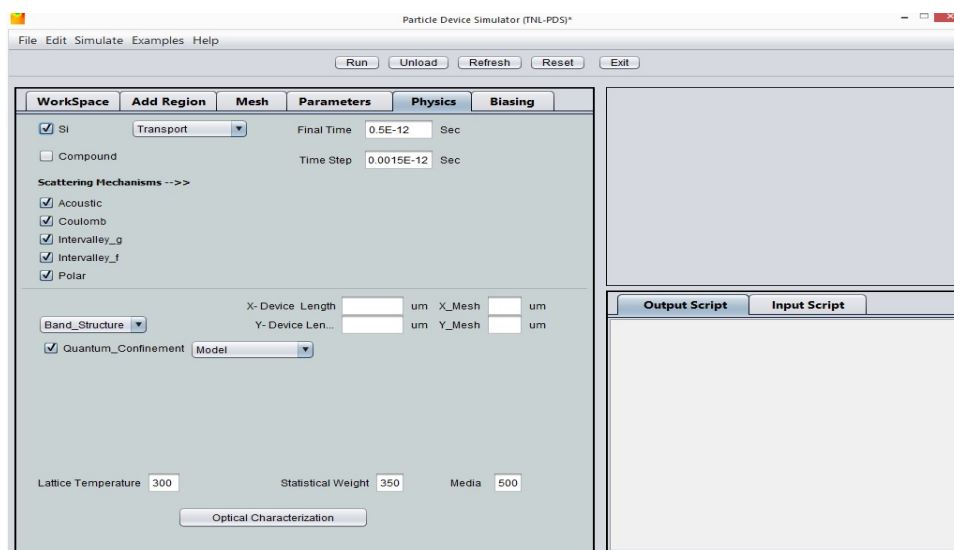 Particle Device Simulator (TNL-PDS)*
File Edit Simulate Examples Help
Run Unload Refresh Reset Exit
WorkSpace Add Region Mesh Parameters Physics Biasing
Si Transport Final Time 0.5E-12 Sec
Compound Time Step 0.0015E-12 Sec
Scattering Mechanisms -->>
Acoustic
Coulomb
Intervalley_g
Intervalley_f
Polar
X- Device Length um X_Mesh um
Band_Structure Y- Device Len... um Y_Mesh um
Quantum_Confinement Model
Lattice Temperature 300 Statistical Weight 350 Media 500
Optical Characterization
Output Script Input Script